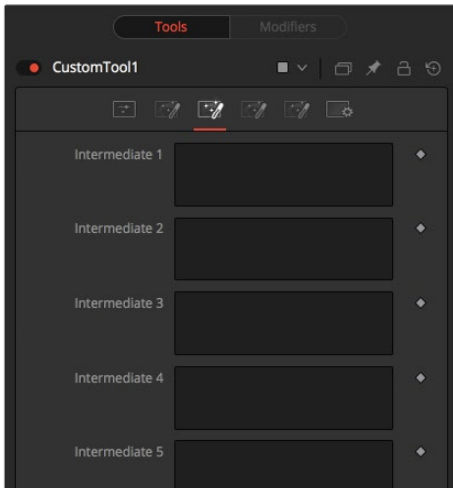 Tools
Modifiers
CustomTool1
Intermediate 1
Intermediate 2
Intermediate 3
Intermediate 4
Intermediate 5